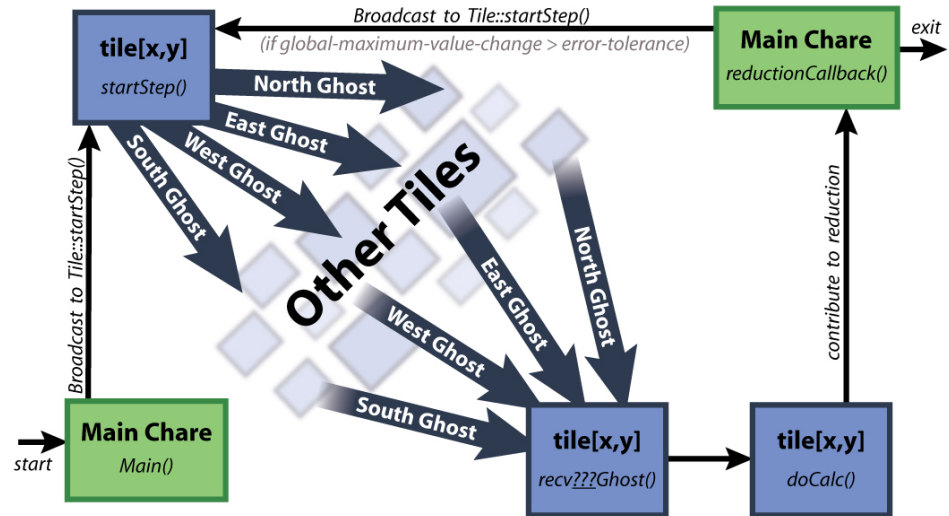 Broadcast to Tile::startStep()
(if global-maximum-value-change > error-tolerance)
tile[x,y]
startStep()
Main Chare
reductionCallback()
exit
North Ghost
East Ghost
West Ghost
South Ghost
Other Tiles
Broadcast to Tile::startStep()
North Ghost
East Ghost
West Ghost
South Ghost
contribute to reduction
start
Main Chare
Main()
tile[x,y]
recv???Ghost()
tile[x,y]
doCalc()